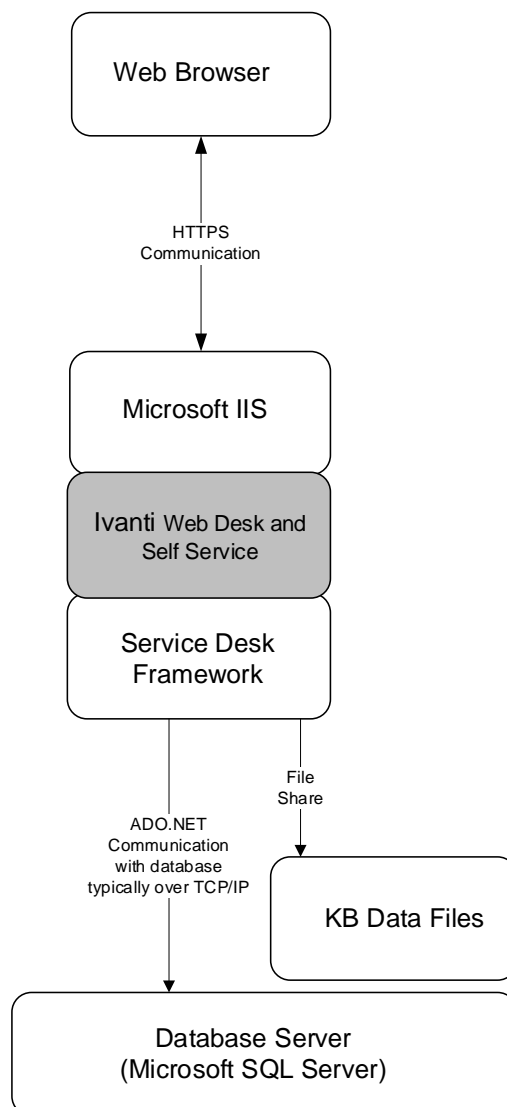 Web Browser
HTTPS
Communication
Microsoft IIS
Ivanti Web Desk and
Self Service
Service Desk
Framework
File
Share
ADO.NET
Communication
with database
typically over TCP/IP
KB Data Files
Database Server
(Microsoft SQL Server)